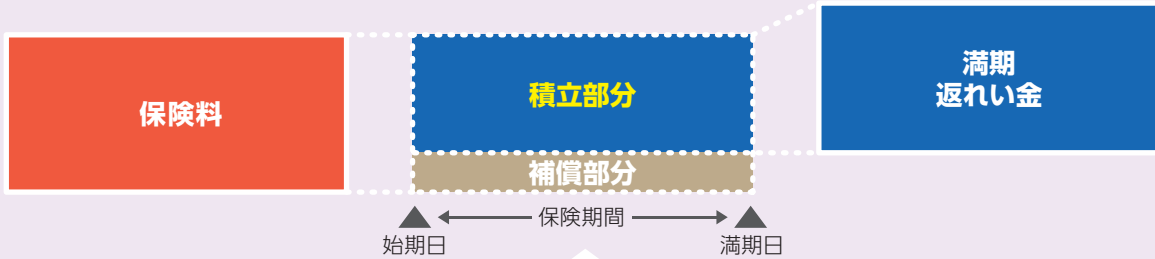 保険料
積立部分
補償部分
満期
返れい金
保険期間
始期日
満期日